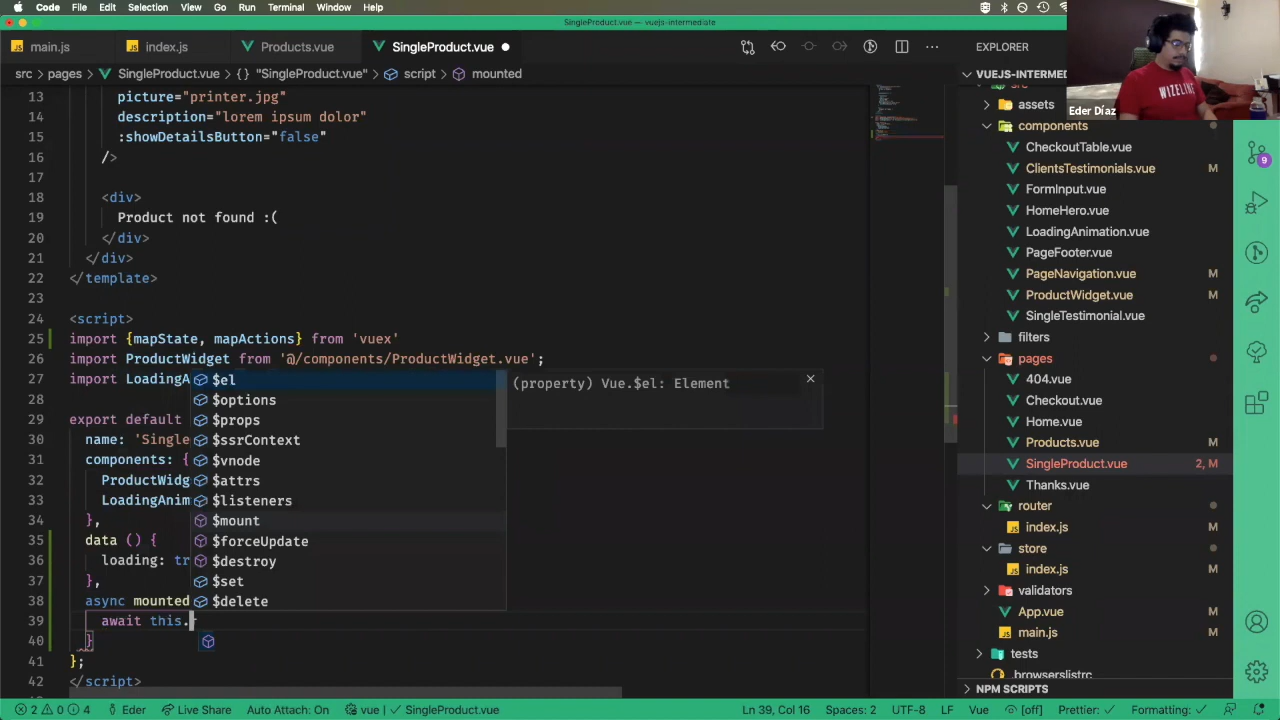 Code File Edit Selection View Go Run Terminal Window Help
SingleProduct.vue — vuejs-intermediate
main.js index.js Products.vue SingleProduct.vue
EXPLORER
src > pages > SingleProduct.vue > {} "SingleProduct.vue" > script > mounted
VUEJS-INTERM
WIZELINE
Eder Díaz
13 picture="printer.jpg"
14 description="lorem ipsum dolor"
15 :showDetailsButton="false"
16 />
17
18 <div>
19 Product not found :(
20 </div>
21 </div>
22 </template>
23
24 <script>
25 import {mapState, mapActions} from 'vuex'
26 import ProductWidget from '@/components/ProductWidget.vue';
27 import LoadingA
28
29 export default
30 name: 'Single
31 components: {
32 ProductWidg
33 LoadingAnim
34 },
35 data () {
36 loading: tr
37 },
38 async mounted
39 await this.
40 }
41 };
42 </script>
$el
$options
$props
$ssrContext
$vnode
$attrs
$listeners
$mount
$forceUpdate
$destroy
$set
$delete
(property) Vue.$el: Element
src
assets
components
CheckoutTable.vue
ClientsTestimonials.vue M
FormInput.vue
HomeHero.vue
LoadingAnimation.vue
PageFooter.vue
PageNavigation.vue M
ProductWidget.vue M
SingleTestimonial.vue
filters
pages
404.vue
Checkout.vue
Home.vue
Products.vue M
SingleProduct.vue 2, M
Thanks.vue
router
index.js
store
index.js
validators
App.vue M
main.js M
tests
.browserslistrc
NPM SCRIPTS
9
2 0 4 Eder Live Share Auto Attach: On vue | ✓ SingleProduct.vue Ln 39, Col 16 Spaces: 2 UTF-8 LF Vue [off] Prettier: ✓ Formatting: ✓